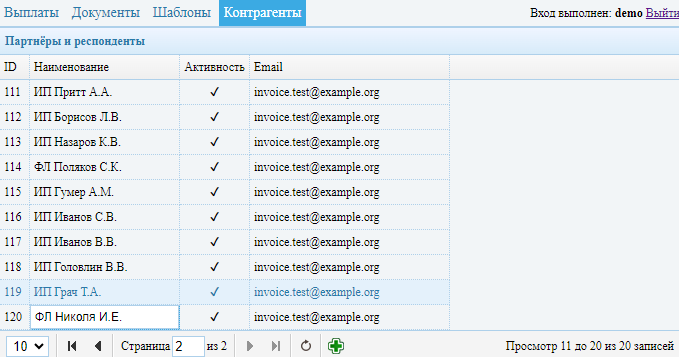 Выплаты Документы Шаблоны Контрагенты Вход выполнен: demo Выйти
Партнёры и респонденты
ID Наименование Активность Email
111 ИП Притт А.А. ✓ invoice.test@example.org
112 ИП Борисов Л.В. ✓ invoice.test@example.org
113 ИП Назаров К.В. ✓ invoice.test@example.org
114 ФЛ Поляков С.К. ✓ invoice.test@example.org
115 ИП Гумер А.М. ✓ invoice.test@example.org
116 ИП Иванов С.В. ✓ invoice.test@example.org
117 ИП Иванов В.В. ✓ invoice.test@example.org
118 ИП Головлин В.В. ✓ invoice.test@example.org
119 ИП Грач Т.А. ✓ invoice.test@example.org
120 ФЛ Николя И.Е. ✓ invoice.test@example.org
10 Страница 2 из 2 Просмотр 11 до 20 из 20 записей